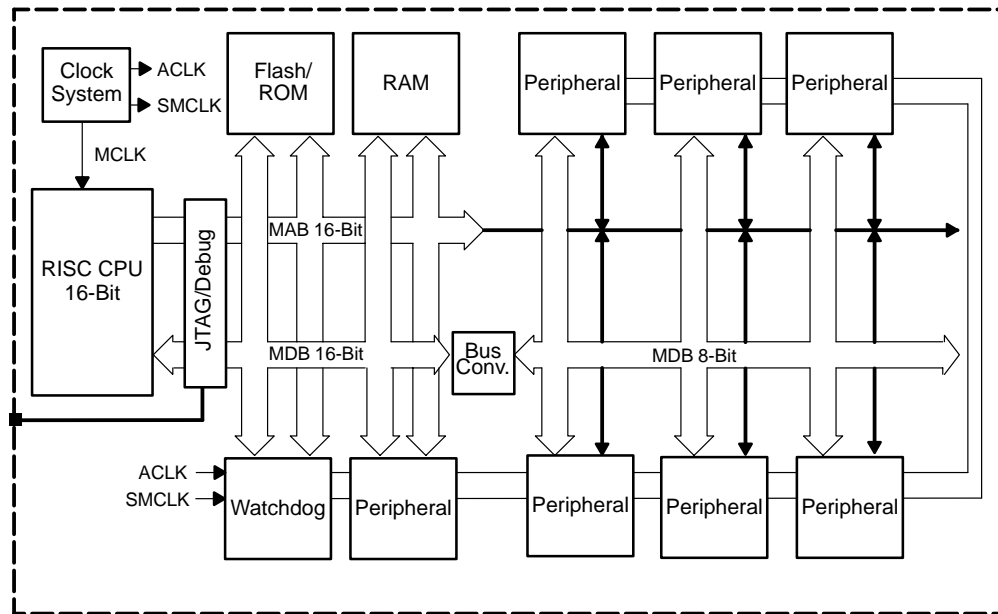 Clock
System
ACLK
SMCLK
MCLK
Flash/
ROM
RAM
Peripheral
Peripheral
Peripheral
RISC CPU
16-Bit
JTAG/Debug
MAB 16-Bit
MDB 16-Bit
Bus
Conv.
MDB 8-Bit
ACLK
SMCLK
Watchdog
Peripheral
Peripheral
Peripheral
Peripheral